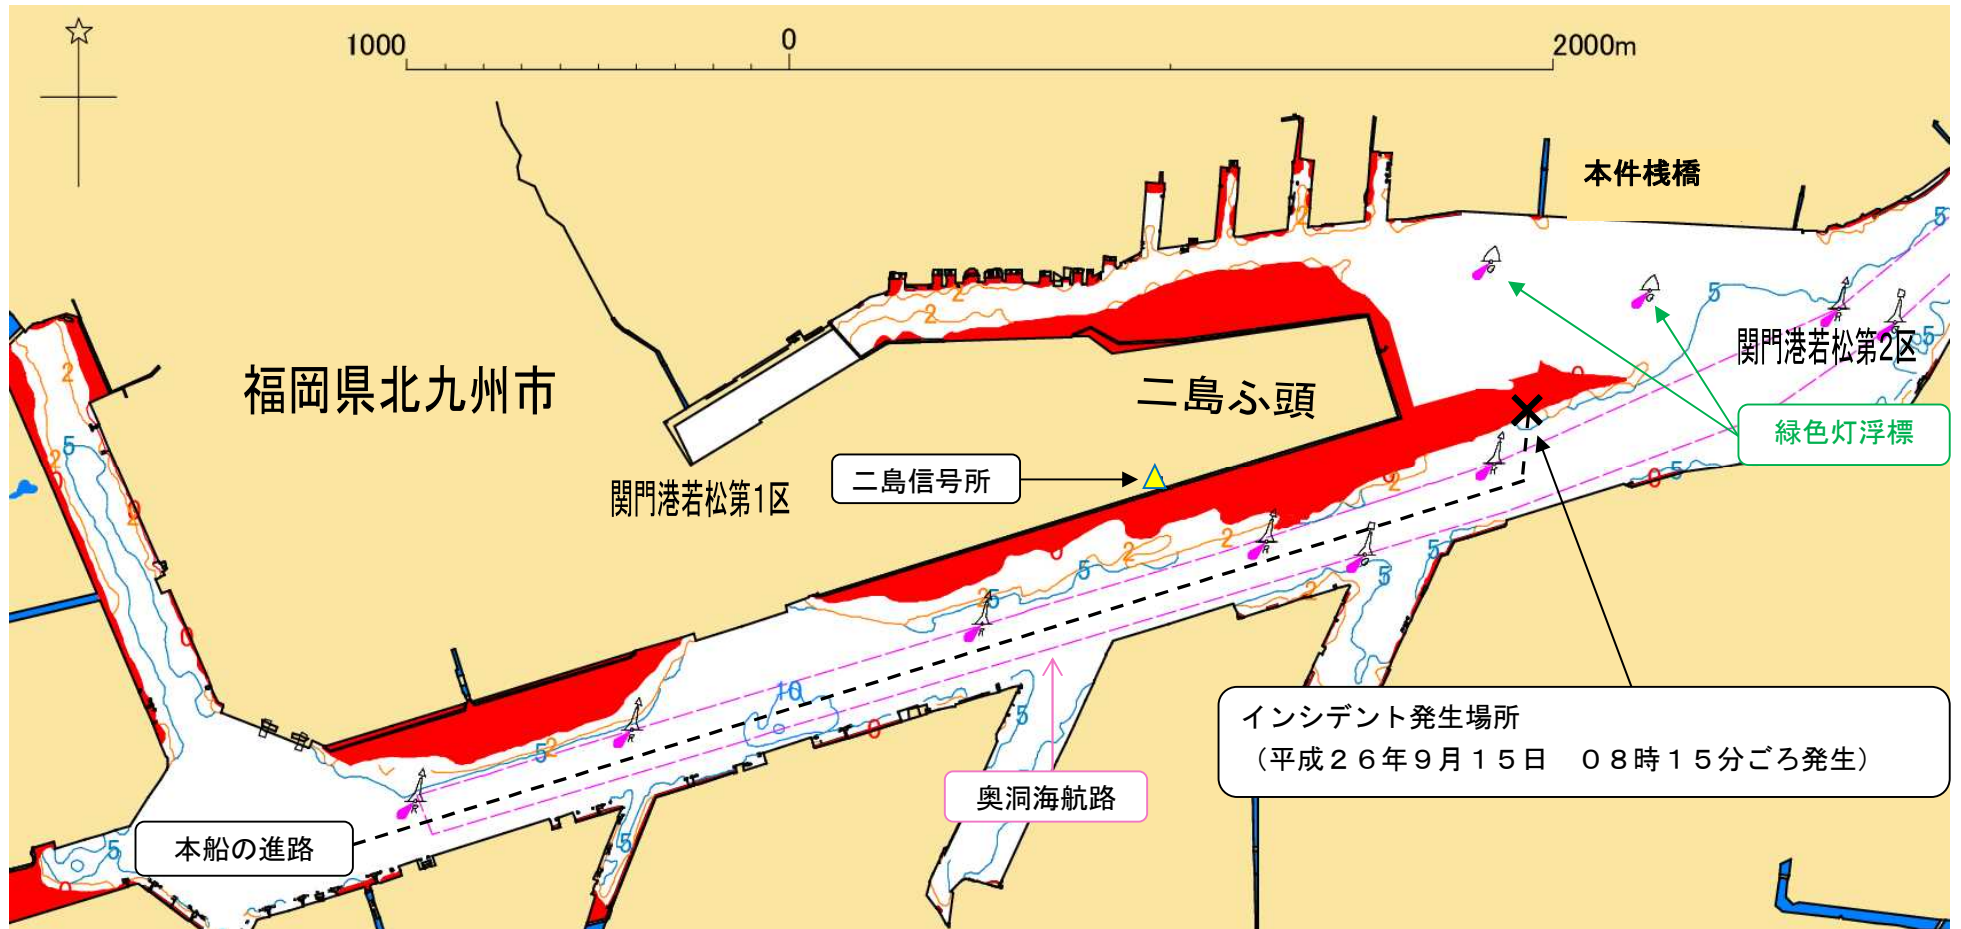 1000
0
2000m
本件桟橋
福岡県北九州市
二島ふ頭
関門港若松第2区
緑色灯浮標
二島信号所
関門港若松第1区
インシデント発生場所
（平成２６年９月１５日　０８時１５分ごろ発生）
奥洞海航路
本船の進路